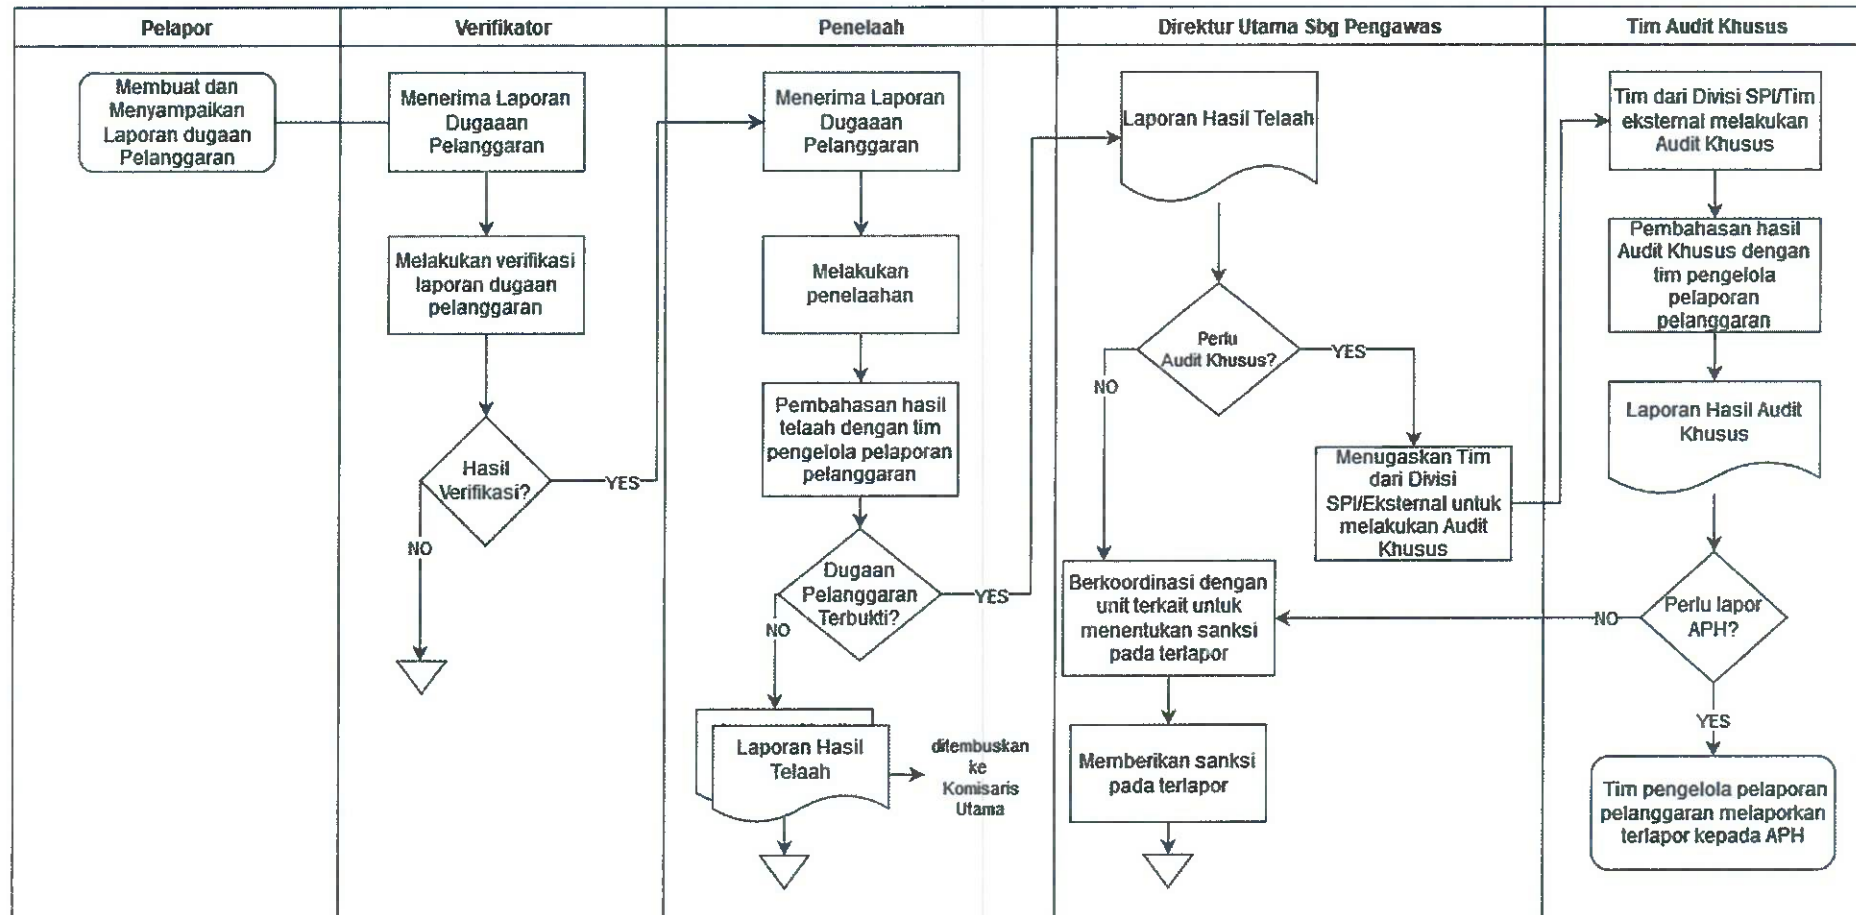 Pelapor
Verifikator
Penelaah
Direktur Utama Sbg Pengawas
Tim Audit Khusus
Membuat dan
Menyampaikan
Laporan dugaan
Pelanggaran
Menerima Laporan
Dugaaan
Pelanggaran
Melakukan verifikasi
laporan dugaan
pelanggaran
Hasil
Verifikasi?
YES
NO
Menerima Laporan
Dugaaan
Pelanggaran
Melakukan
penelaahan
Pembahasan hasil
telaah dengan tim
pengelola pelaporan
pelanggaran
Dugaan
Pelanggaran
Terbukti?
YES
NO
Laporan Hasil
Telaah
ditembuskan
ke
Komisaris
Utama
Laporan Hasil Telaah
Perlu
Audit Khusus?
YES
NO
Menugaskan Tim
dari Divisi
SPI/Eksternal untuk
melakukan Audit
Khusus
Berkoordinasi dengan
unit terkait untuk
menentukan sanksi
pada terlapor
Memberikan sanksi
pada terlapor
Tim dari Divisi SPI/Tim
eksternal melakukan
Audit Khusus
Pembahasan hasil
Audit Khusus dengan
tim pengelola
pelaporan
pelanggaran
Laporan Hasil Audit
Khusus
Perlu lapor
APH?
NO
YES
Tim pengelola pelaporan
pelanggaran melaporkan
terlapor kepada APH